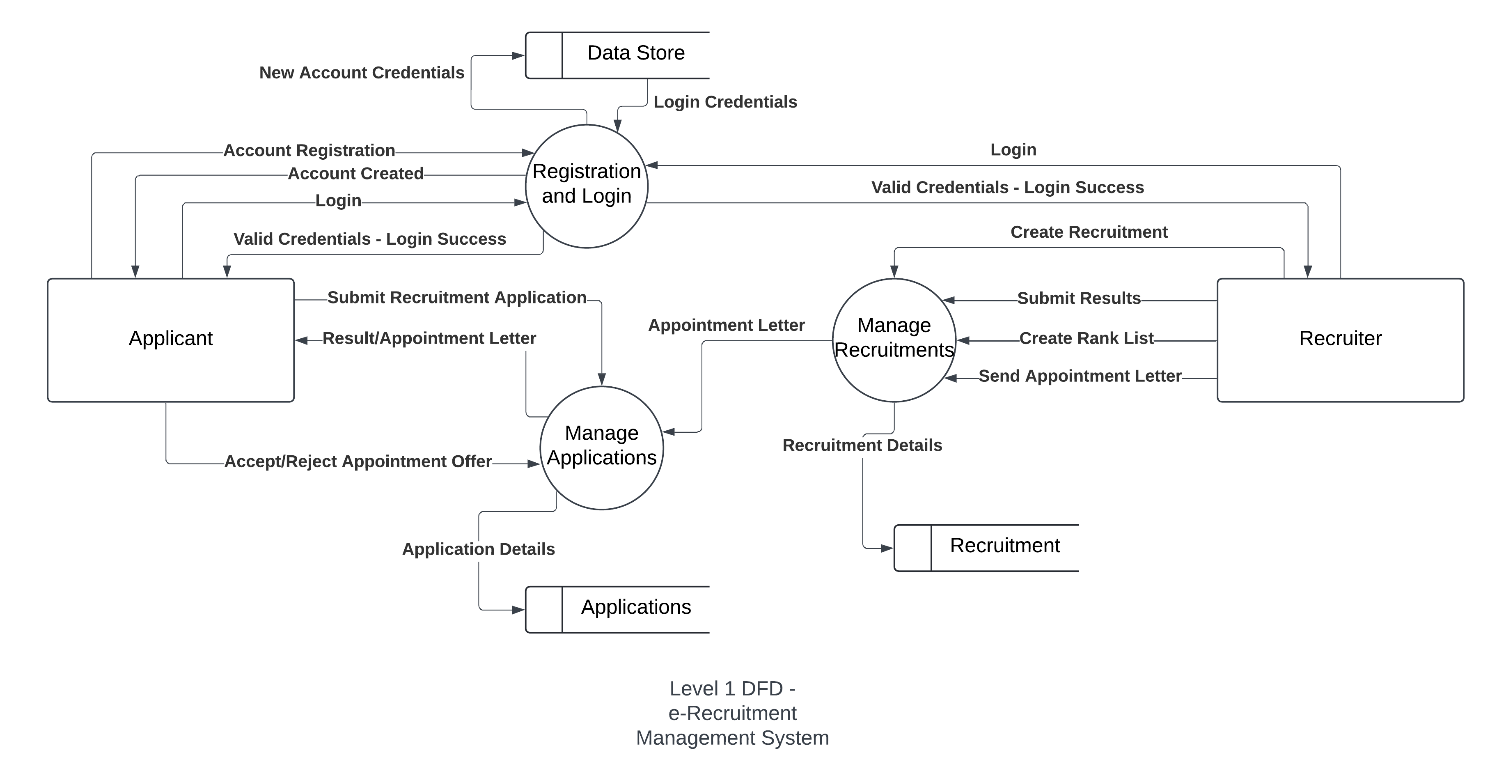 Data Store
New Account Credentials
Login Credentials
Account Registration
Login
Account Created
Registration
and Login
Valid Credentials - Login Success
Login
Valid Credentials - Login Success
Create Recruitment
Submit Recruitment Application
Submit Results
Applicant
Result/Appointment Letter
Appointment Letter
Manage
Recruitments
Create Rank List
Recruiter
Send Appointment Letter
Manage
Applications
Accept/Reject Appointment Offer
Recruitment Details
Application Details
Recruitment
Applications
Level 1 DFD -
e-Recruitment
Management System